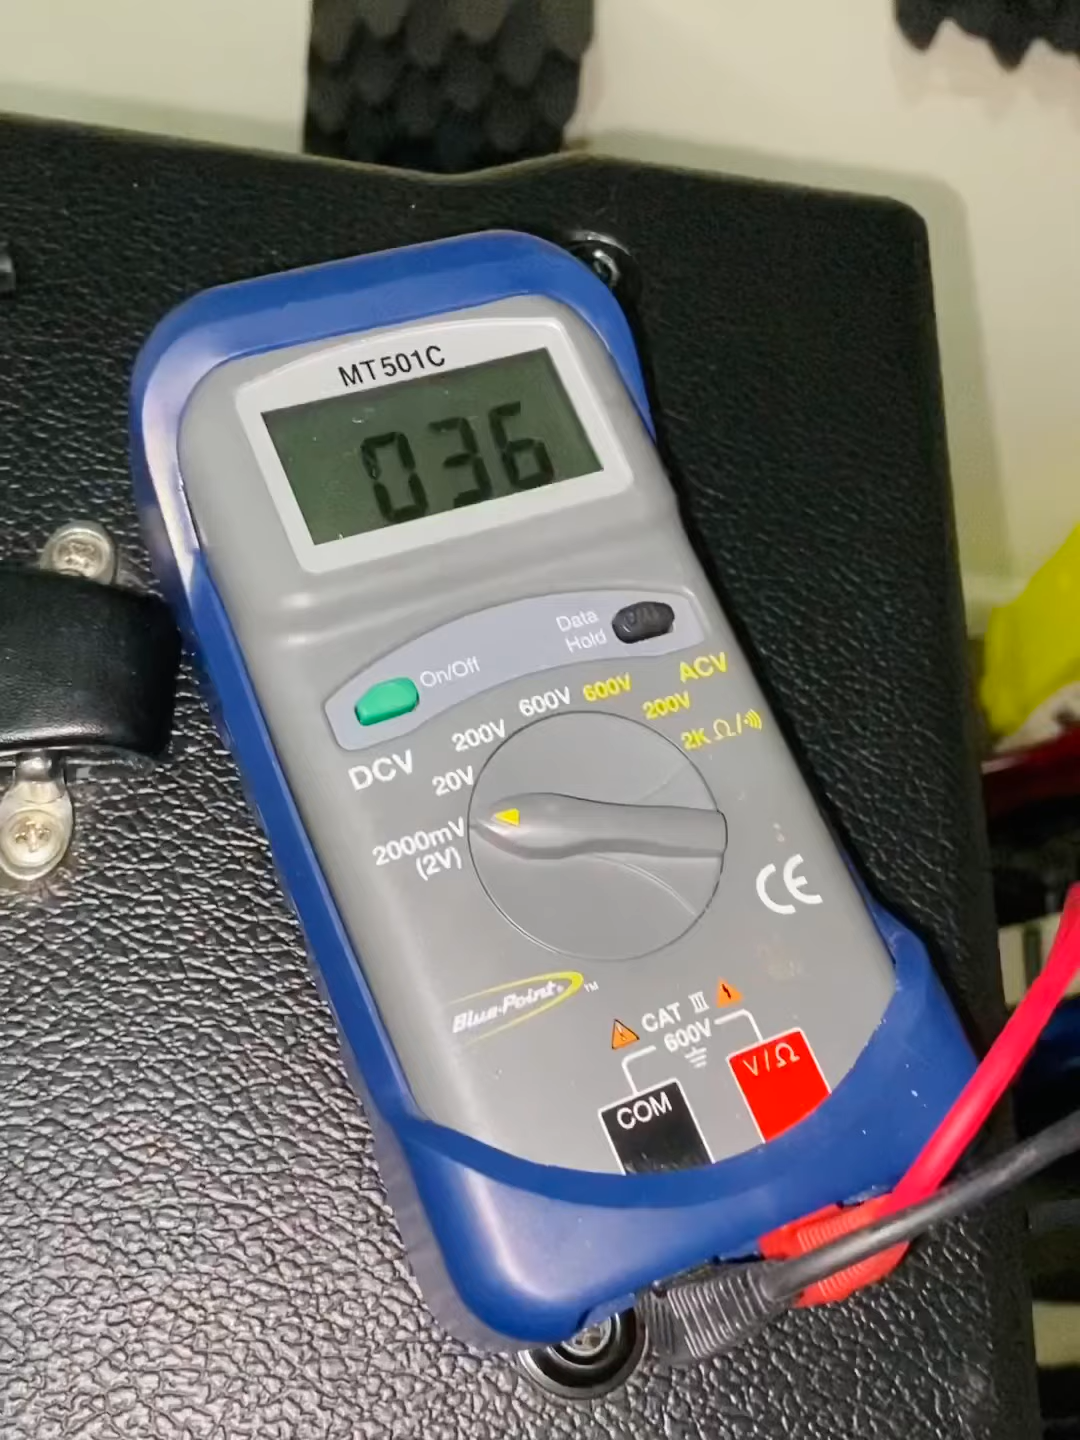 MT501C
036
Data
Hold
On/Off
DCV
200V
600V
600V
ACV
200V
2K Ω/
20V
2000mV
(2V)
CE
Blue-Point®™
CAT III
600V
COM
V/Ω